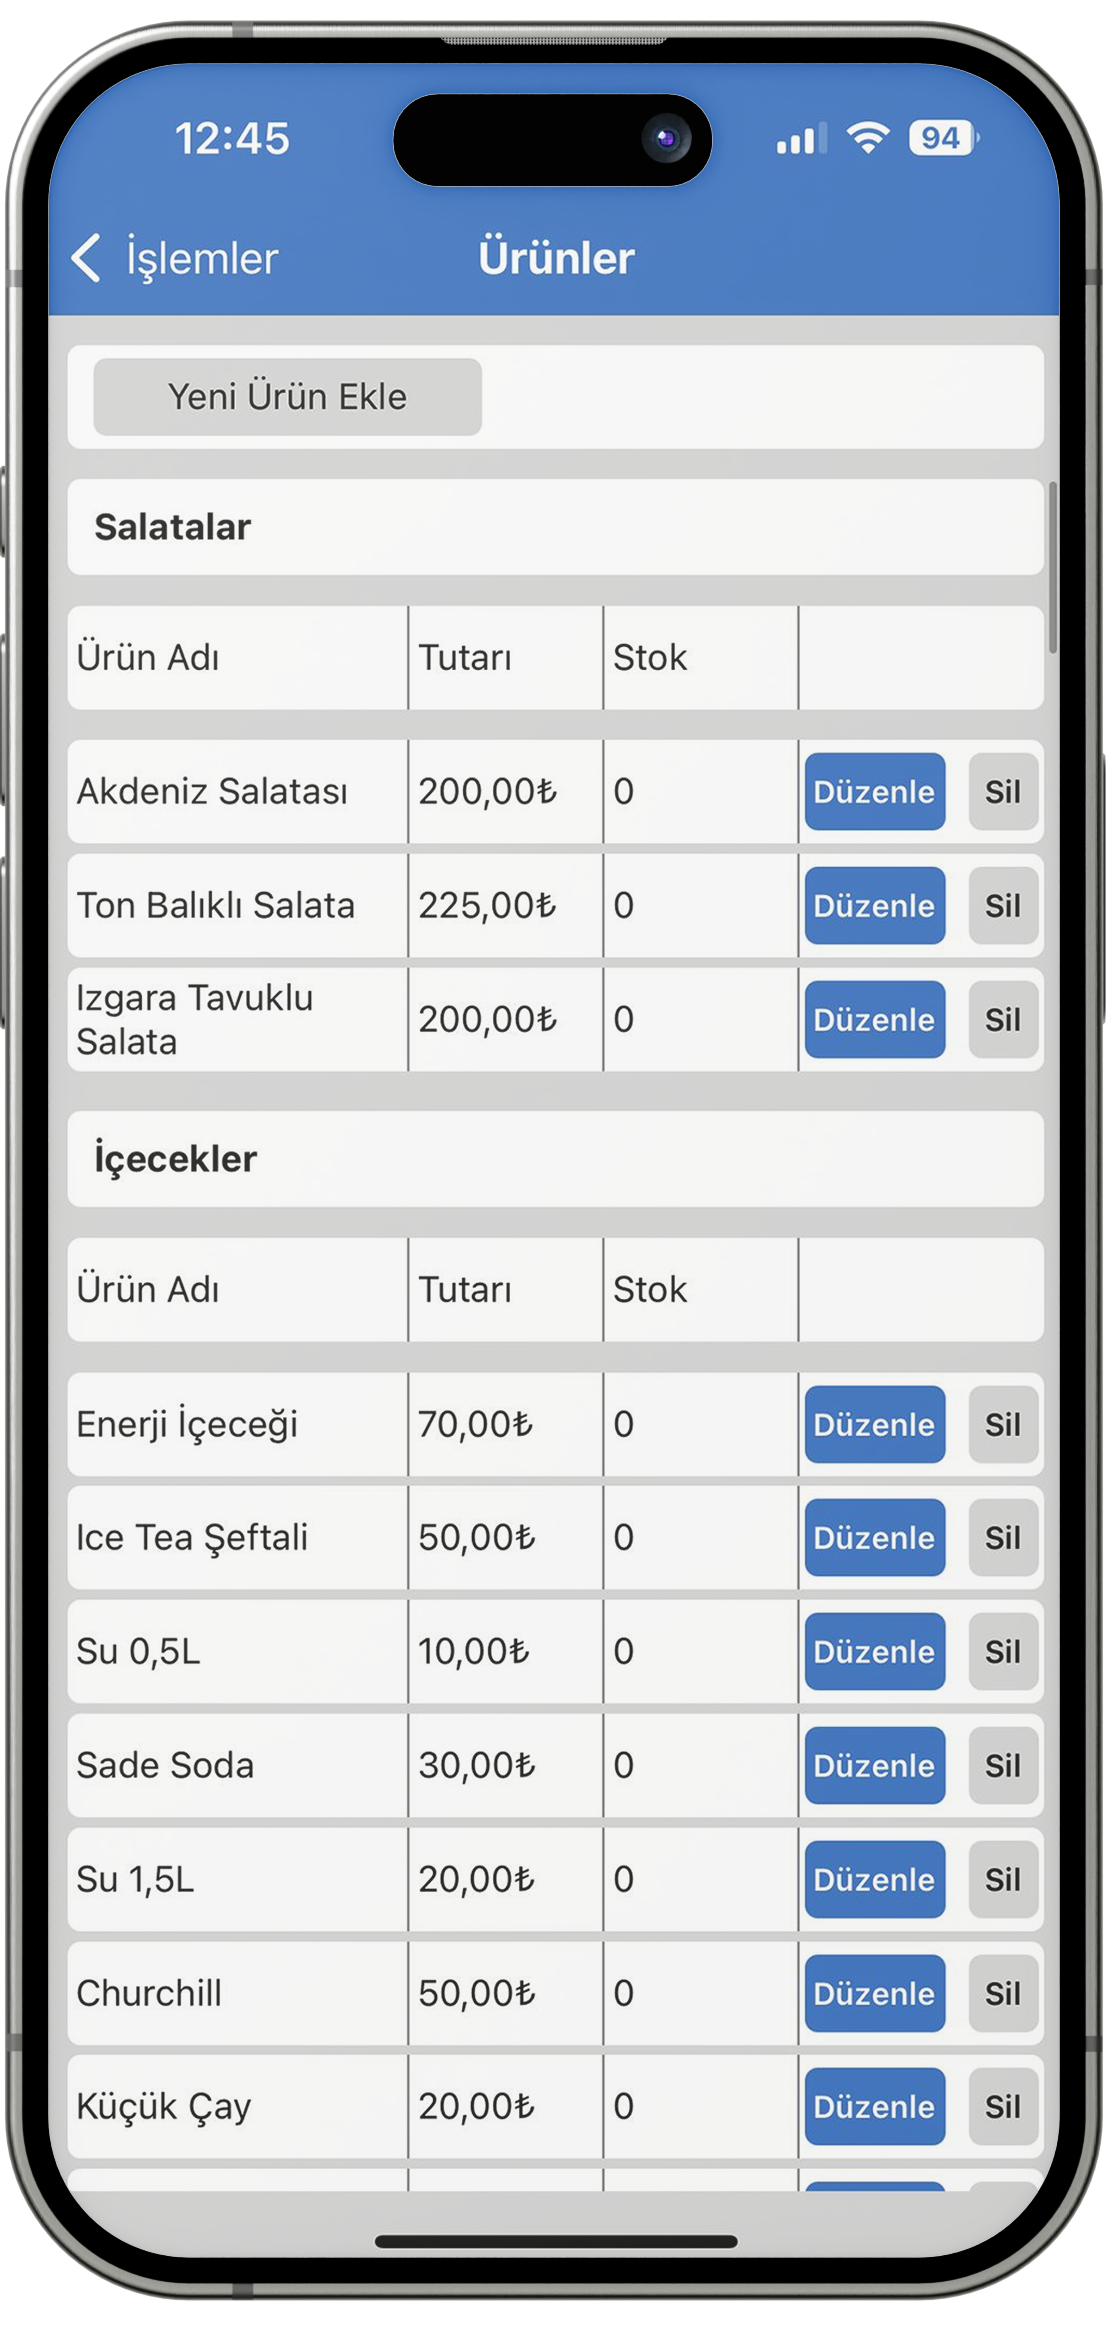 12:45
94
İşlemler
Ürünler
Yeni Ürün Ekle
Salatalar
Ürün Adı Tutarı Stok
Akdeniz Salatası 200,00₺ 0 Düzenle Sil
Ton Balıklı Salata 225,00₺ 0 Düzenle Sil
Izgara Tavuklu
Salata 200,00₺ 0 Düzenle Sil
İçecekler
Ürün Adı Tutarı Stok
Enerji İçeceği 70,00₺ 0 Düzenle Sil
Ice Tea Şeftali 50,00₺ 0 Düzenle Sil
Su 0,5L 10,00₺ 0 Düzenle Sil
Sade Soda 30,00₺ 0 Düzenle Sil
Su 1,5L 20,00₺ 0 Düzenle Sil
Churchill 50,00₺ 0 Düzenle Sil
Küçük Çay 20,00₺ 0 Düzenle Sil